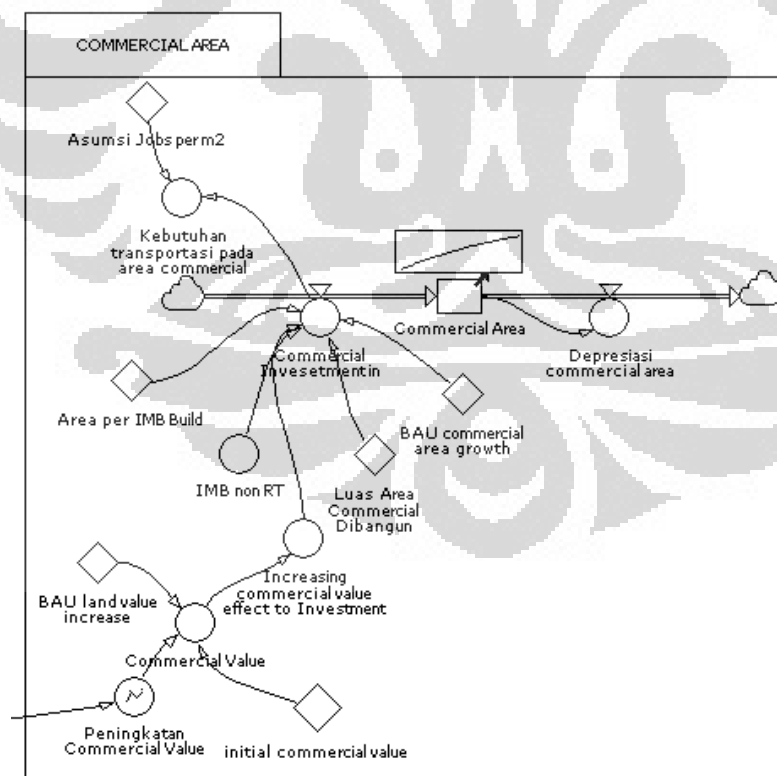 COMMERCIAL AREA
Asumsi Jobsperm2
Kebutuhan
transportasi pada
area commercial
Commercial Area
Commercial
Invesetmentin
Depresiasi
commercial area
Area per IMB Build
BAU commercial
area growth
IMB non RT
Luas Area
Commercial
Dibangun
Increasing
commercial value
effect to Investment
BAU land value
increase
Commercial Value
Peningkatan
Commercial Value
initial commercial value